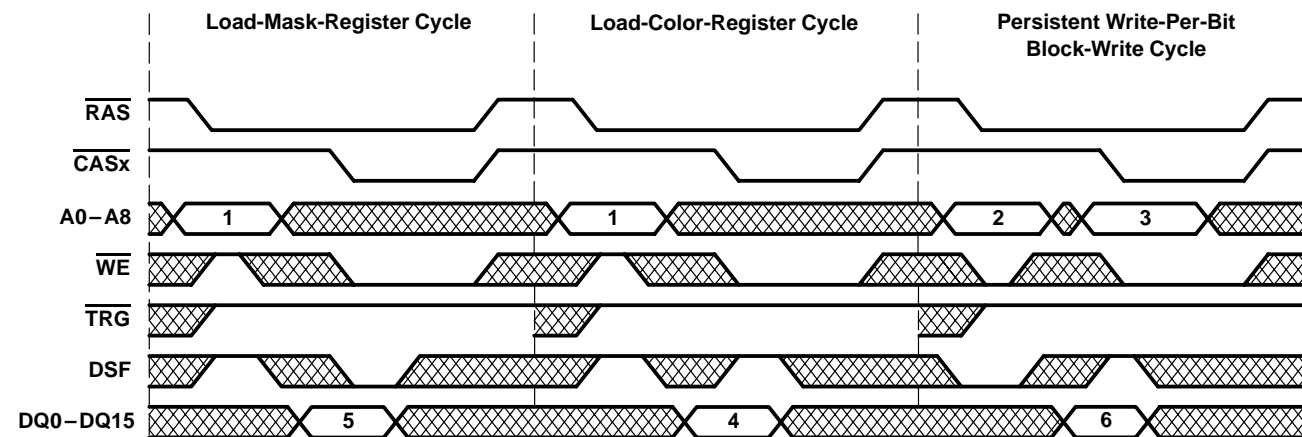 Load-Mask-Register Cycle
Load-Color-Register Cycle
Persistent Write-Per-Bit
Block-Write Cycle
RAS
CASx
A0–A8
1
1
2
3
WE
TRG
DSF
DQ0–DQ15
5
4
6